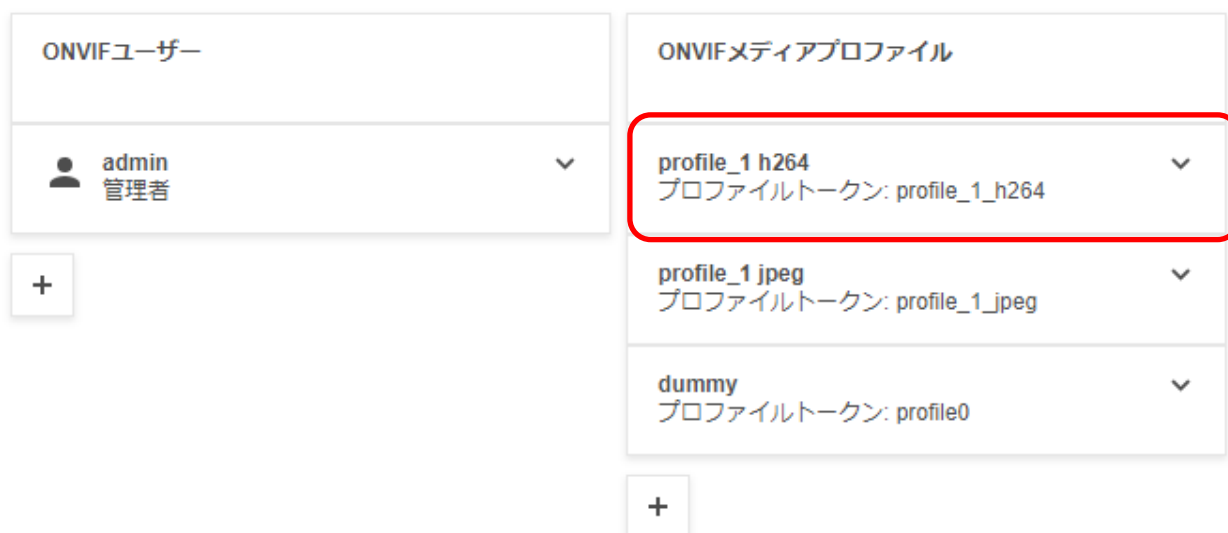 ONVIFユーザー
admin
管理者
+
ONVIFメディアプロファイル
profile_1 h264
プロファイルトークン: profile_1_h264
profile_1 jpeg
プロファイルトークン: profile_1_jpeg
dummy
プロファイルトークン: profile0
+